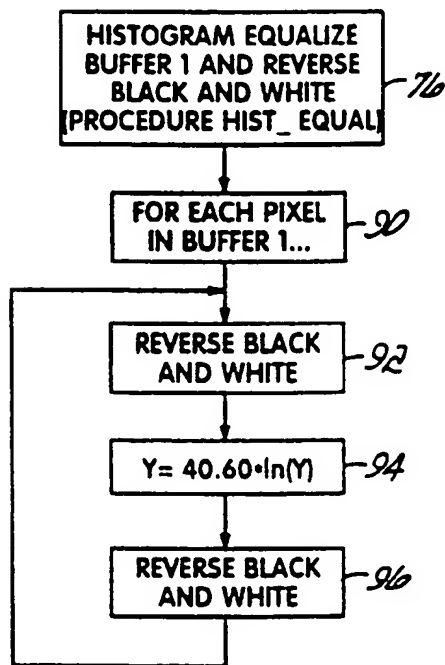 HISTOGRAM EQUALIZE
BUFFER 1 AND REVERSE
BLACK AND WHITE
[PROCEDURE HIST_ EQUAL]
76
FOR EACH PIXEL
IN BUFFER 1...
90
REVERSE BLACK
AND WHITE
92
Y= 40.60•ln(Y)
94
REVERSE BLACK
AND WHITE
96